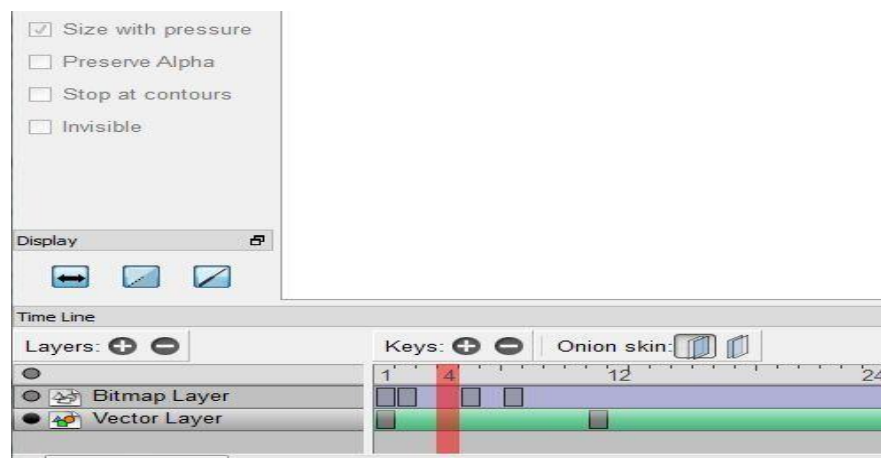 Size with pressure
Preserve Alpha
Stop at contours
Invisible
Display
Time Line
Layers:
Keys:
Onion skin:
1 4 12 24
Bitmap Layer
Vector Layer